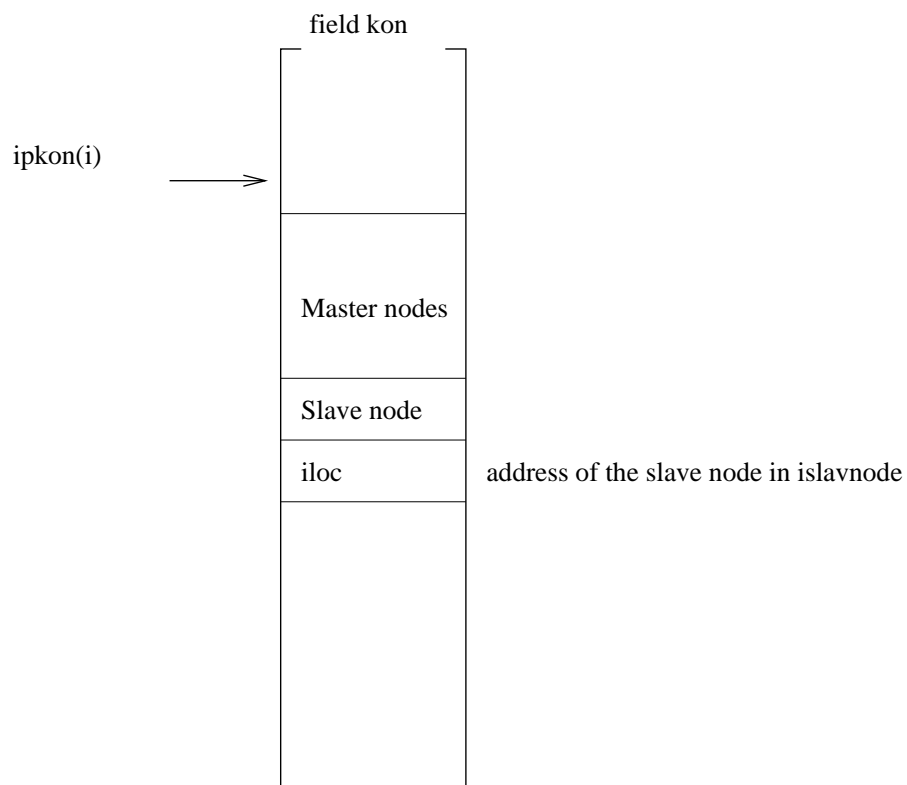 field kon
ipkon(i)
Master nodes
Slave node
iloc
address of the slave node in islavnode